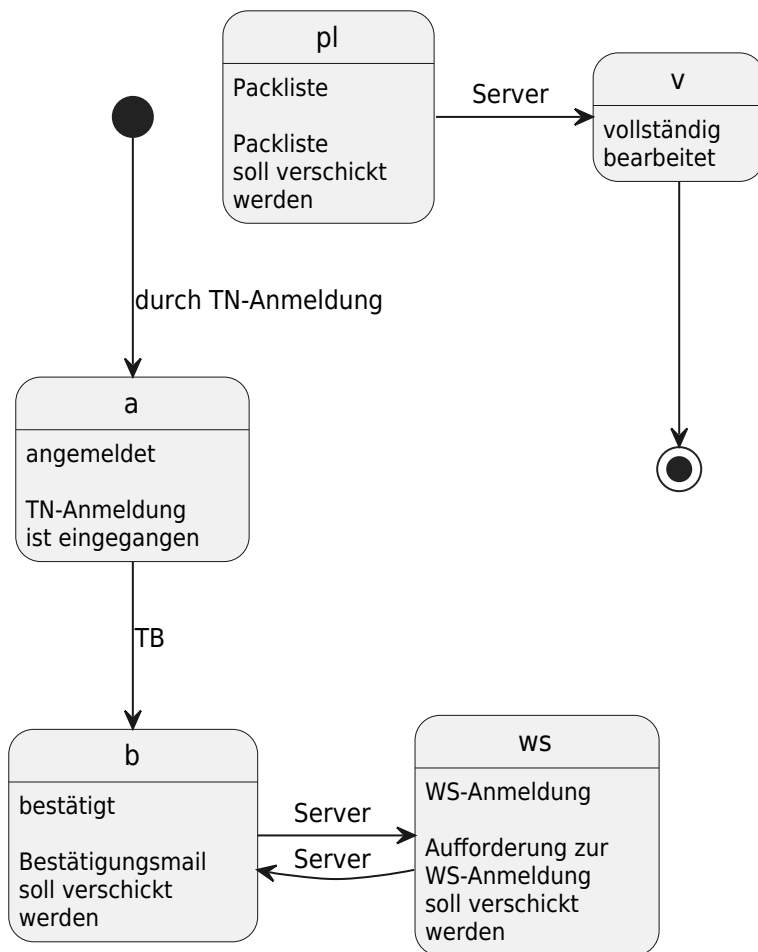 pl
Packliste
Packliste
soll verschickt
werden
Server
v
vollständig
bearbeitet
durch TN-Anmeldung
a
angemeldet
TN-Anmeldung
ist eingegangen
TB
b
bestätigt
Bestätigungsmail
soll verschickt
werden
Server
Server
ws
WS-Anmeldung
Aufforderung zur
WS-Anmeldung
soll verschickt
werden